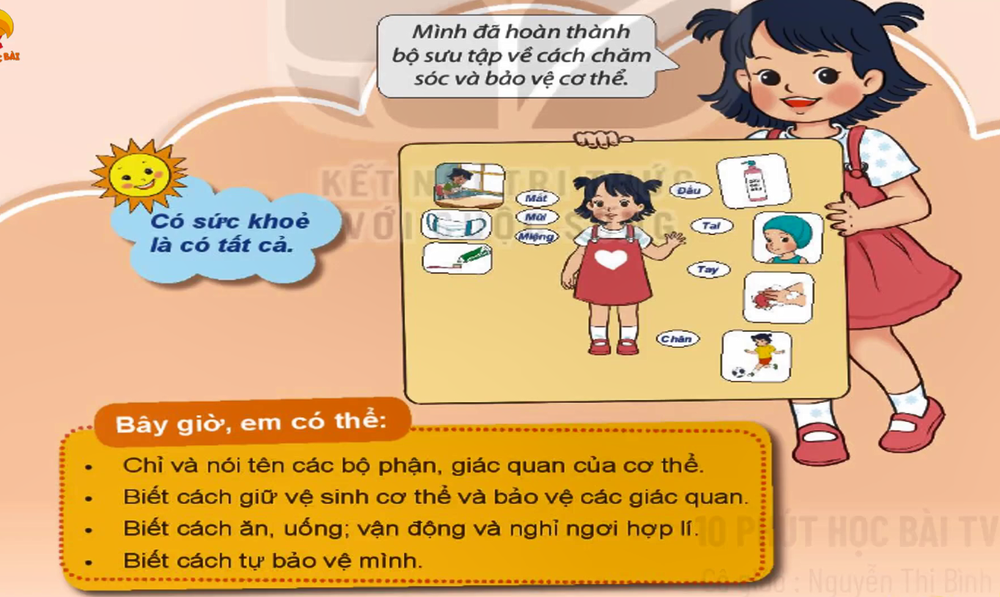 BÀI
Mình đã hoàn thành
bộ sưu tập về cách chăm
sóc và bảo vệ cơ thể.
KẾT NỐI TRI THỨC
VỚI CUỘC SỐNG
Có sức khoẻ
là có tất cả.
Mắt
Mũi
Miệng
Đầu
Tai
Tay
Chân
Bây giờ, em có thể:
• Chỉ và nói tên các bộ phận, giác quan của cơ thể.
• Biết cách giữ vệ sinh cơ thể và bảo vệ các giác quan.
• Biết cách ăn, uống; vận động và nghỉ ngơi hợp lí.
• Biết cách tự bảo vệ mình.
10 PHÚT HỌC BÀI TV
Cô giáo : Nguyễn Thị Bình